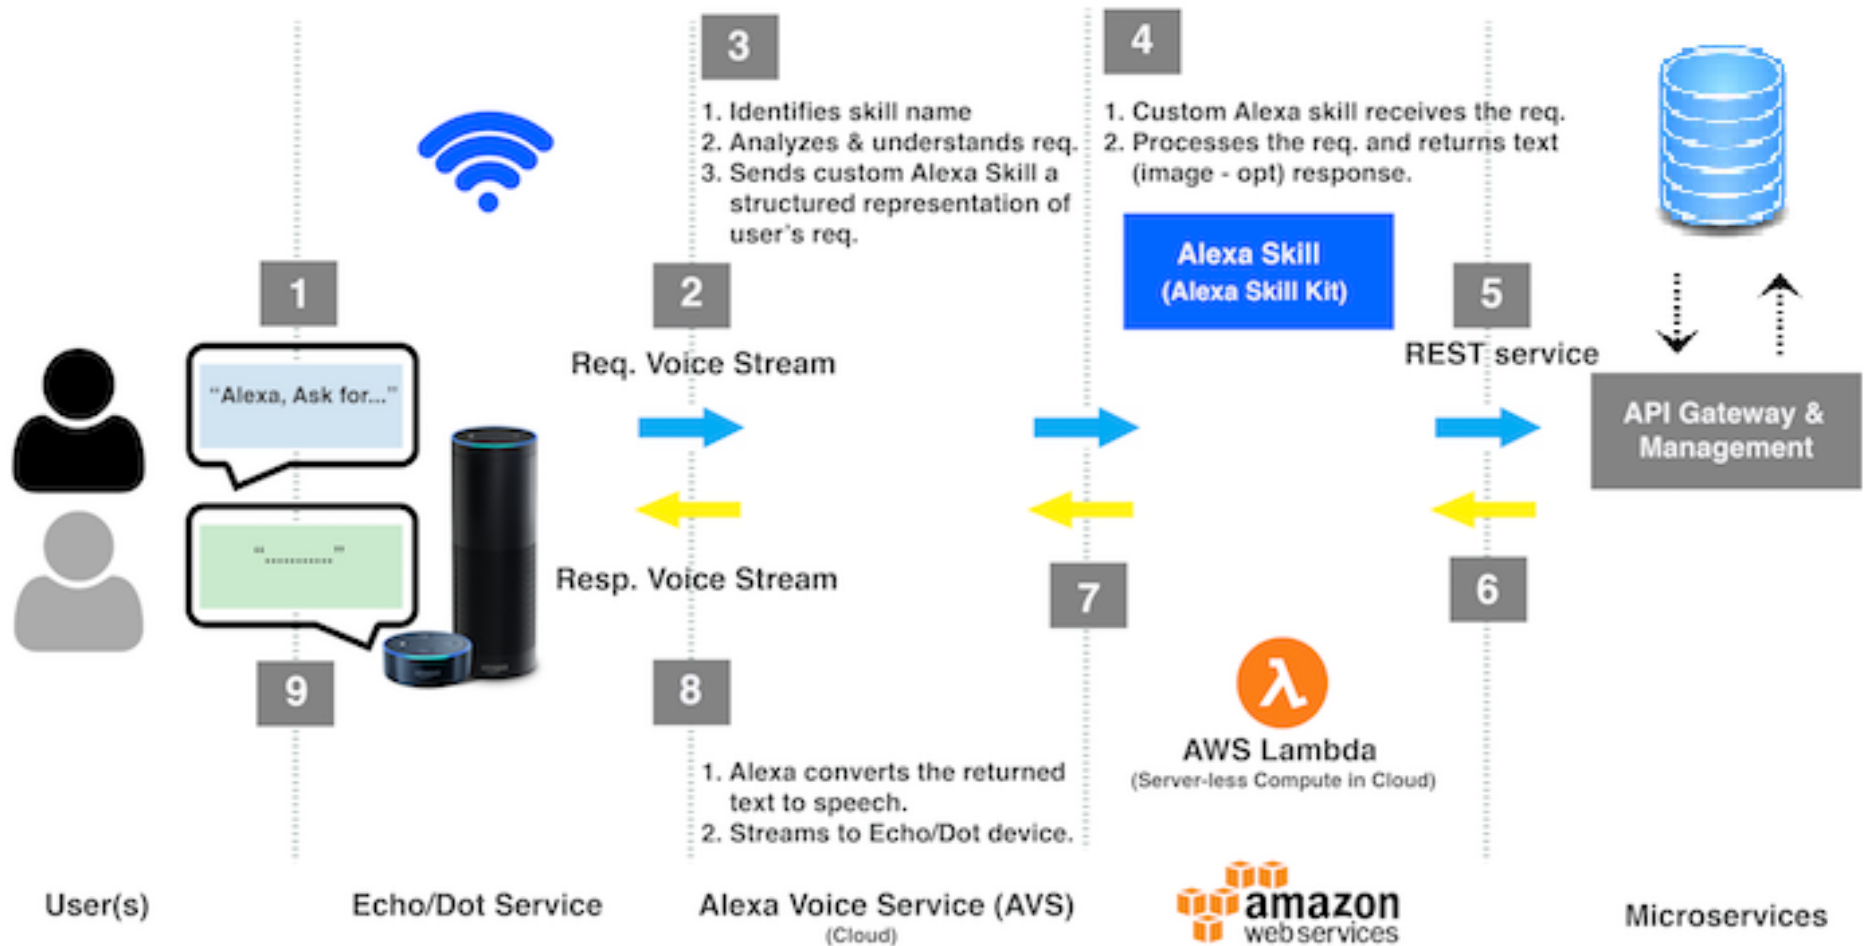 3
1. Identifies skill name
2. Analyzes & understands req.
3. Sends custom Alexa Skill a
structured representation of
user's req.
4
1. Custom Alexa skill receives the req.
2. Processes the req. and returns text
(image - opt) response.
Alexa Skill
(Alexa Skill Kit)
1
2
5
Req. Voice Stream
REST service
"Alexa, Ask for..."
API Gateway &
Management
"..........."
Resp. Voice Stream
7
6
9
8
λ
AWS Lambda
(Server-less Compute in Cloud)
1. Alexa converts the returned
text to speech.
2. Streams to Echo/Dot device.
User(s)
Echo/Dot Service
Alexa Voice Service (AVS)
(Cloud)
amazon
webservices
Microservices